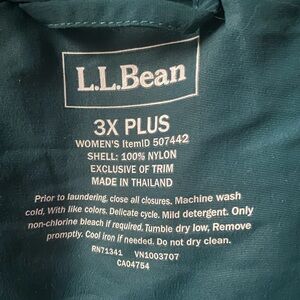 L.L.Bean
3X PLUS
WOMEN'S ItemID 507442
SHELL: 100% NYLON
EXCLUSIVE OF TRIM
MADE IN THAILAND
Prior to laundering, close all closures. Machine wash
cold, With like colors. Delicate cycle. Mild detergent. Only
non-chlorine bleach if required. Tumble dry low, Remove
promptly. Cool iron if needed. Do not dry clean.
RN71341 VN1003707
CA04754